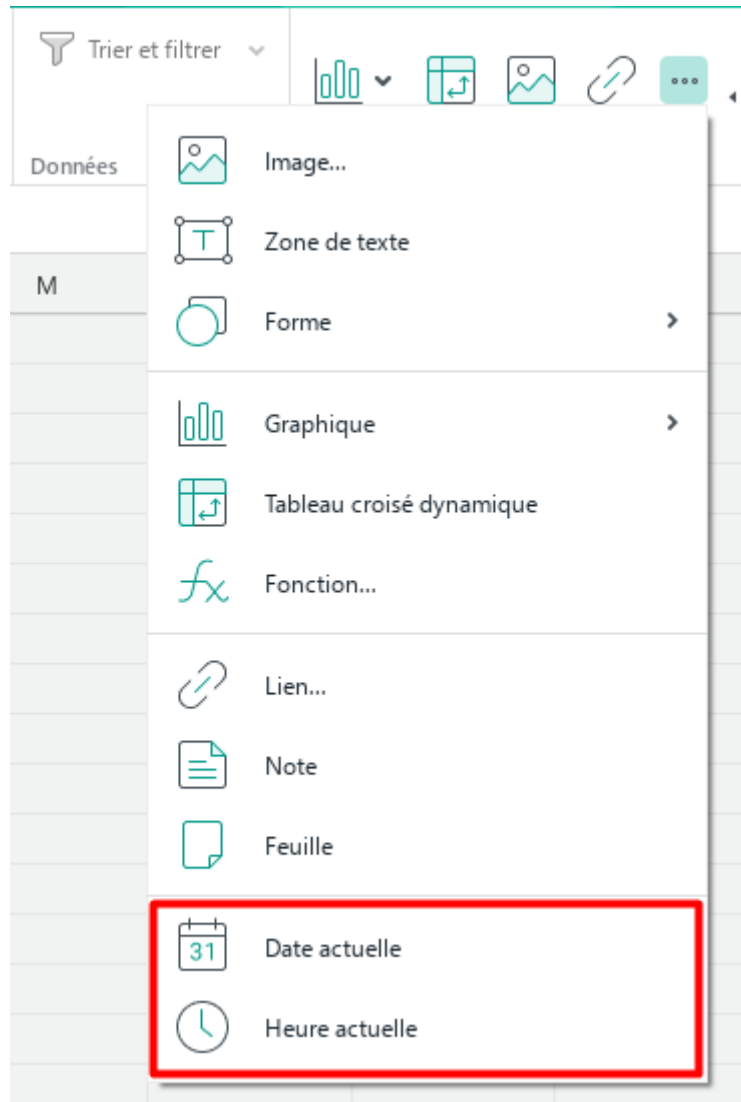 Trier et filtrer
Données
M
Image...
T
Zone de texte
Forme
Graphique
Tableau croisé dynamique
fx
Fonction...
Lien...
Note
Feuille
31
Date actuelle
Heure actuelle